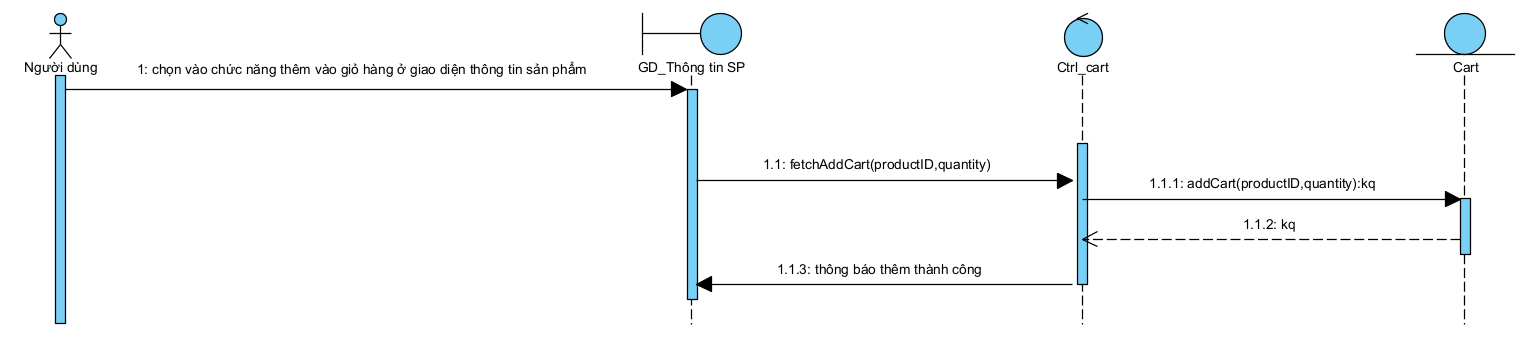 Người dùng
GD_Thông tin SP
Ctrl_cart
Cart
1: chọn vào chức năng thêm vào giỏ hàng ở giao diện thông tin sản phẩm
1.1: fetchAddCart(productID,quantity)
1.1.1: addCart(productID,quantity):kq
1.1.2: kq
1.1.3: thông báo thêm thành công